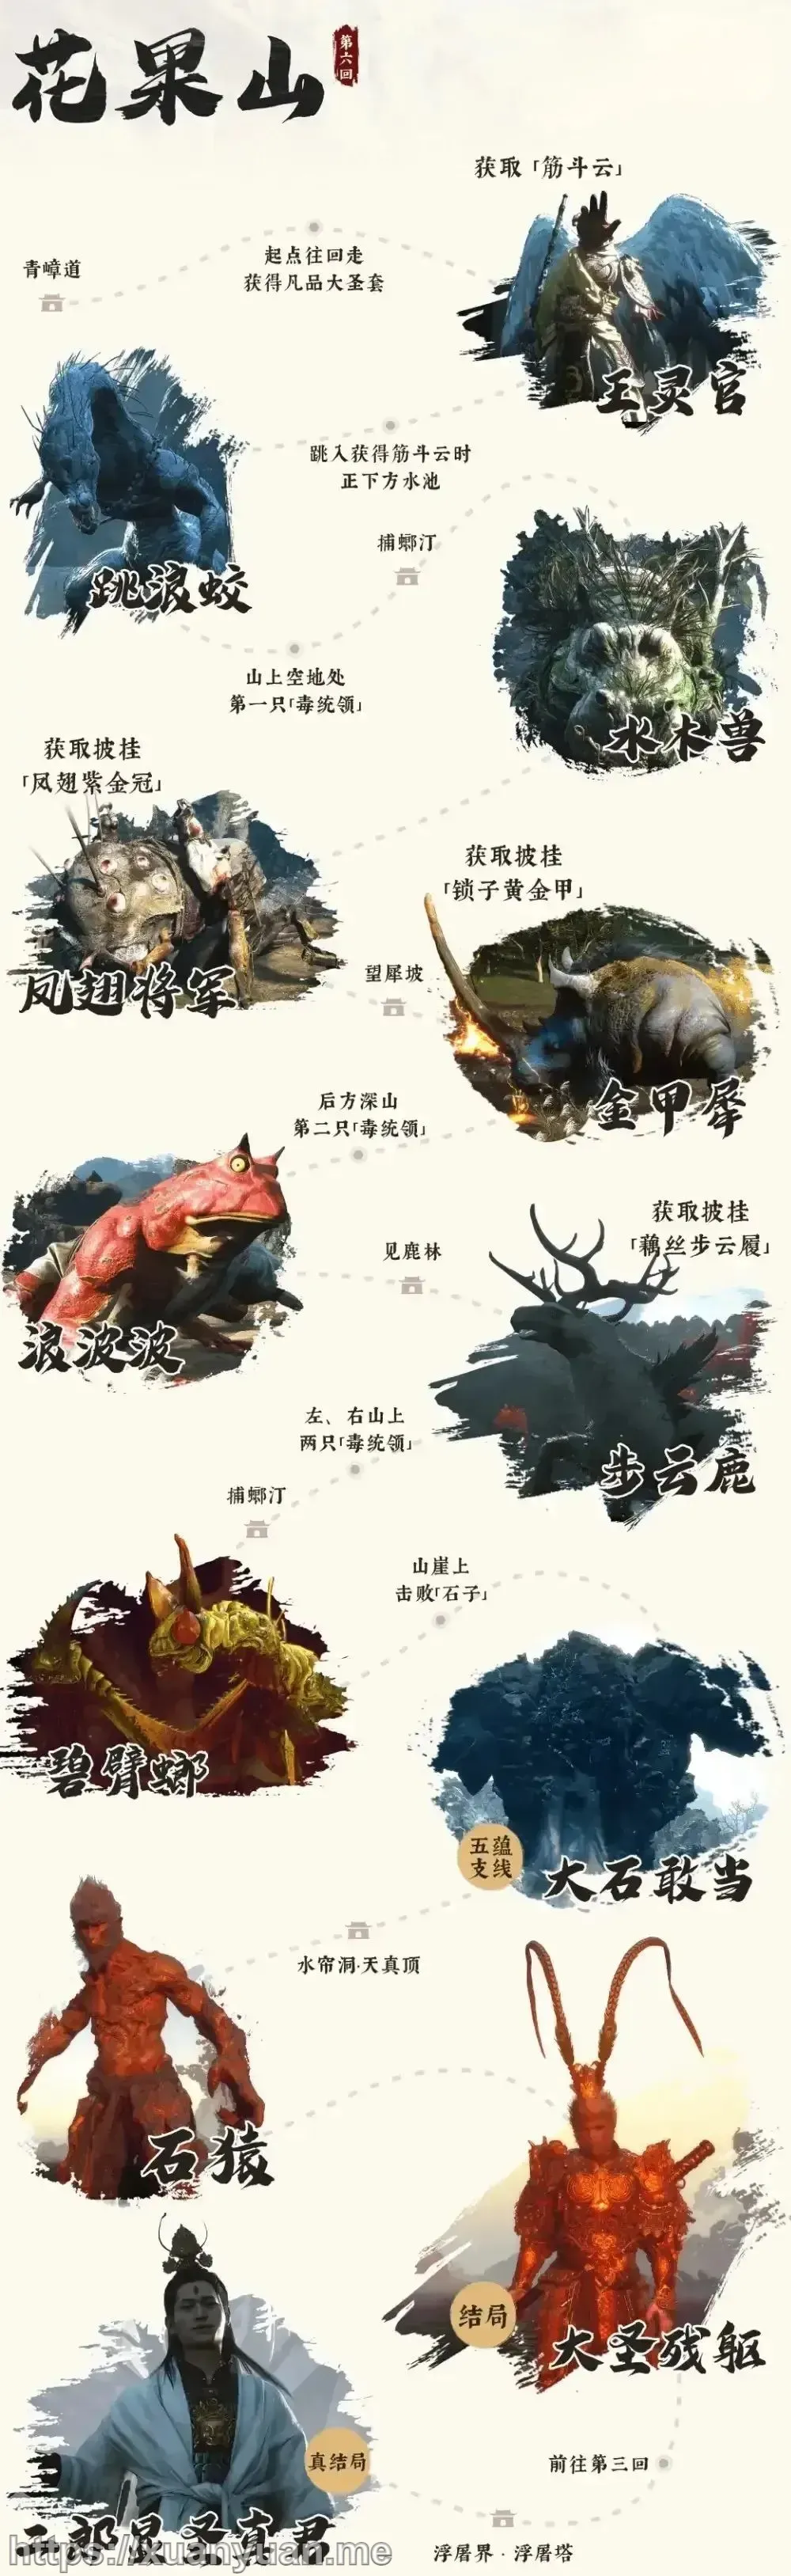 花果山
第六回
获取「筋斗云」
青嶂道
起点往回走
获得凡品大圣套
王灵官
跳入获得筋斗云时
正下方水池
跳浪蛟
捕螂汀
山上空地处
第一只「毒统领」
水木兽
获取披挂
「凤翅紫金冠」
凤翅将军
获取披挂
「锁子黄金甲」
望犀坡
金甲犀
后方深山
第二只「毒统领」
浪波波
见鹿林
获取披挂
「藕丝步云履」
步云鹿
左、右山上
两只「毒统领」
捕螂汀
碧臂螂
山崖上
击败「石子」
五蕴
支线
大石敢当
水帘洞·天真顶
石猿
结局
大圣残躯
前往第三回
浮屠界·浮屠塔
真结局
二郎显圣真君
https://xuanyuan.me